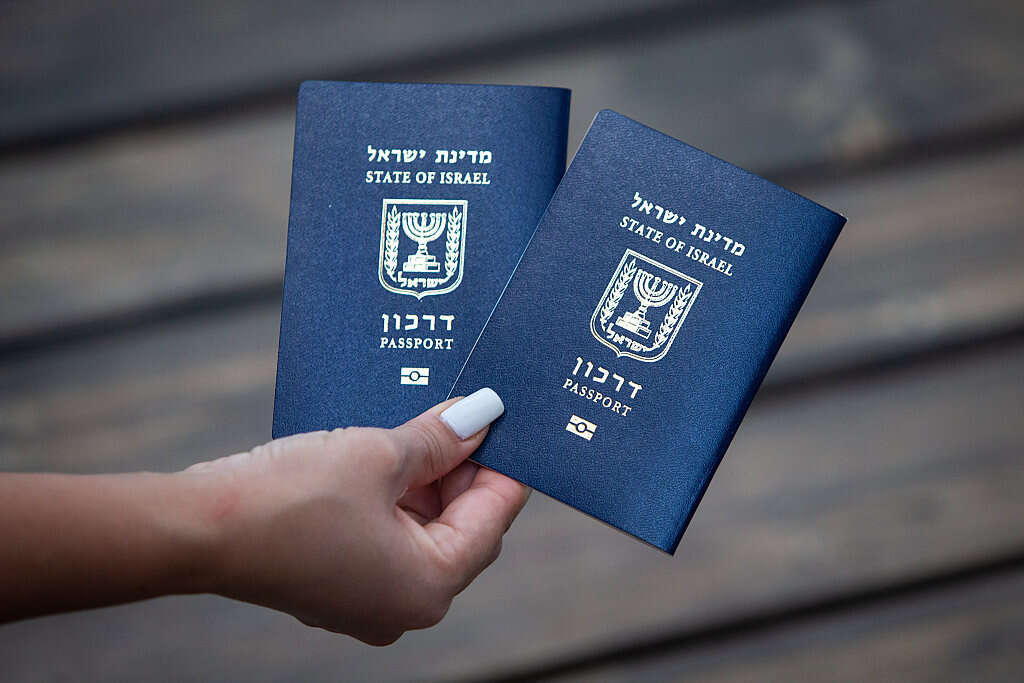 מדינת ישראל
STATE OF ISRAEL
ישראל
דרכון
PASSPORT
מדינת ישראל
STATE OF ISRAEL
ישראל
דרכון
PASSPORT